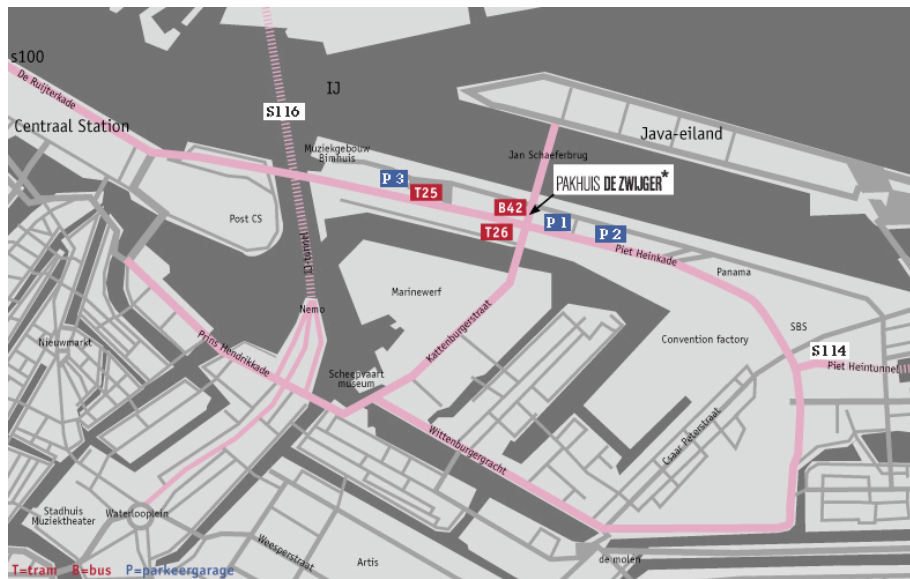 s100
De Ruijterkade
IJ
S116
Centraal Station
Java-eiland
Muziekgebouw
Bimhuis
Jan Schaeferbrug
P 3
T25
PAKHUIS DE ZWIJGER*
B42
P 1
Post CS
T26
P 2
IJ-tunnel
Piet Heinkade
Panama
Marinewerf
Nemo
SBS
Nieuwmarkt
Prins Hendrikkade
Kattenburgerstraat
Convention factory
S114
Piet Heintunnel
Scheepvaart
museum
Wittenburgergracht
Csaar Peterstraat
Stadhuis
Muziektheater
Waterlooplein
Weesperstraat
Artis
de molen
T=tram B=bus P=parkeergarage